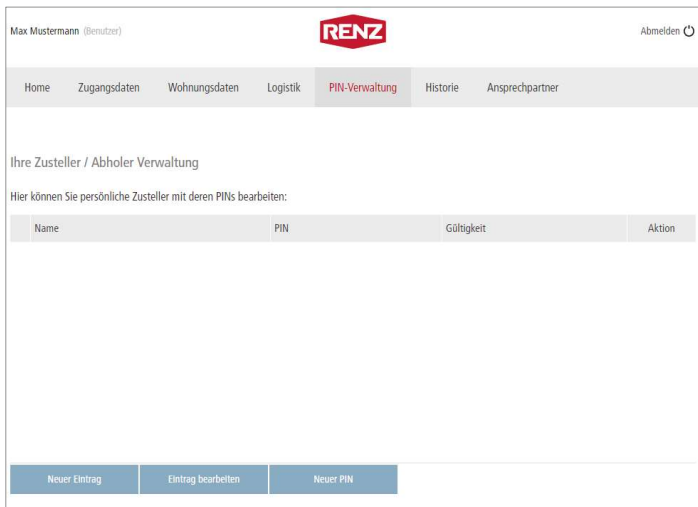 Max Mustermann (Benutzer) RENZ Abmelden
Home Zugangsdaten Wohnungsdaten Logistik PIN-Verwaltung Historie Ansprechpartner
Ihre Zusteller / Abholer Verwaltung
Hier können Sie persönliche Zusteller mit deren PINs bearbeiten:
Name PIN Gültigkeit Aktion
Neuer Eintrag Eintrag bearbeiten Neuer PIN